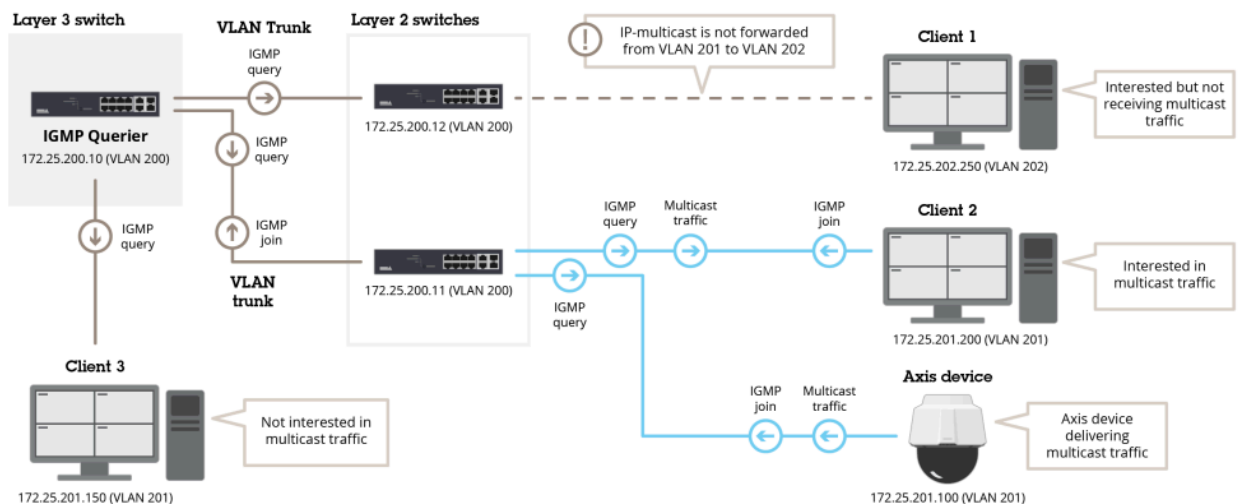 Layer 3 switch
VLAN Trunk
Layer 2 switches
IGMP
query
IP-multicast is not forwarded
from VLAN 201 to VLAN 202
Client 1
Interested but not
receiving multicast
traffic
IGMP Querier
172.25.200.10 (VLAN 200)
172.25.200.12 (VLAN 200)
172.25.202.250 (VLAN 202)
IGMP
query
IGMP
query
IGMP
join
VLAN
trunk
172.25.200.11 (VLAN 200)
IGMP
query
Multicast
traffic
IGMP
join
IGMP
query
Client 2
Interested in
multicast traffic
172.25.201.200 (VLAN 201)
Client 3
Not interested in
multicast traffic
172.25.201.150 (VLAN 201)
IGMP
join
Multicast
traffic
Axis device
Axis device
delivering
multicast traffic
172.25.201.100 (VLAN 201)